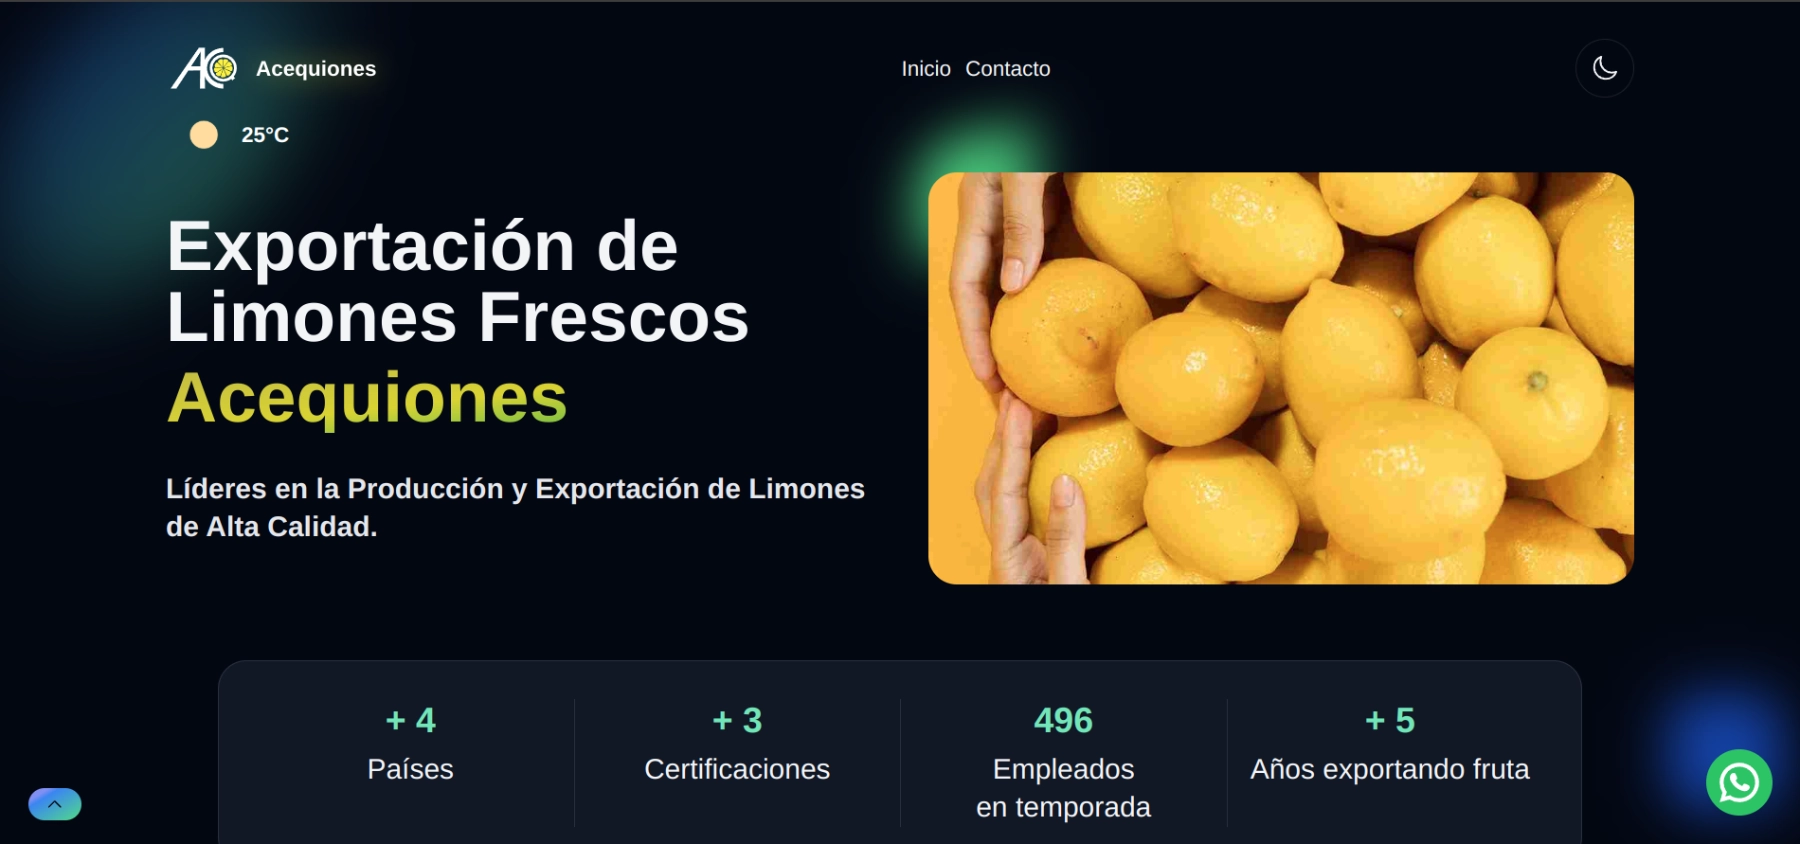 AC
Acequiones
Inicio Contacto
25°C
Exportación de
Limones Frescos
Acequiones
Líderes en la Producción y Exportación de Limones
de Alta Calidad.
+ 4
Países
+ 3
Certificaciones
496
Empleados
en temporada
+ 5
Años exportando fruta